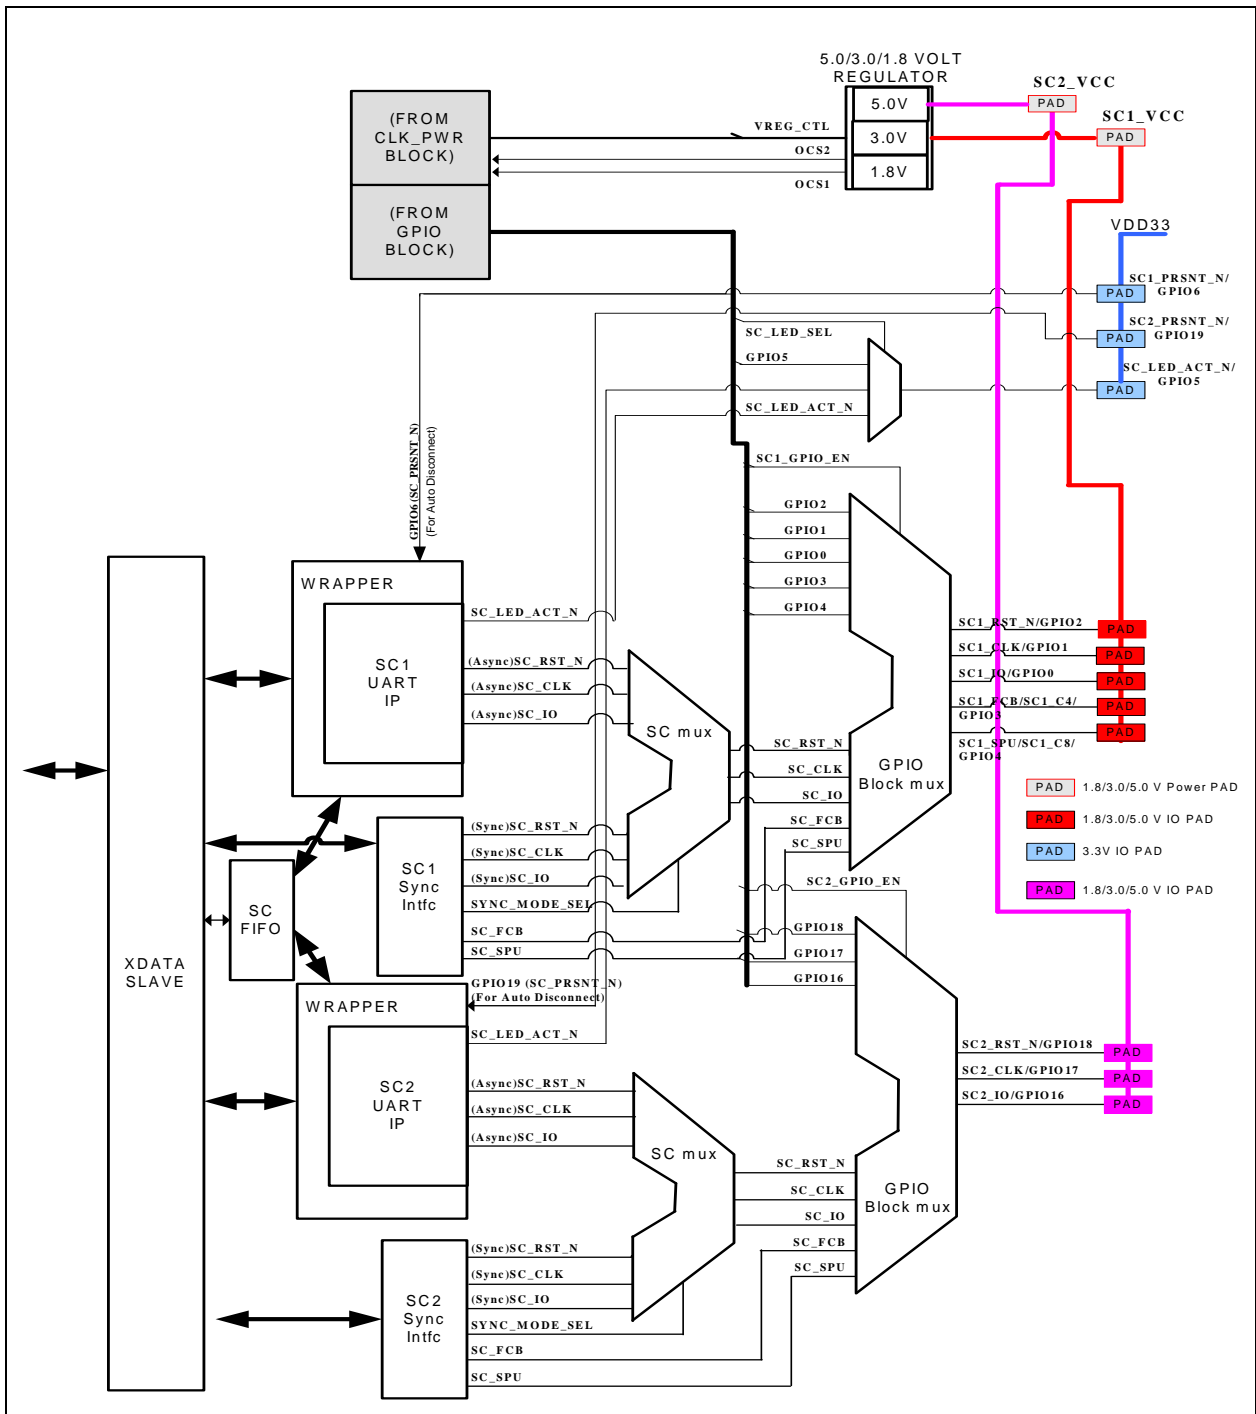 5.0/3.0/1.8 VOLT
REGULATOR
SC2_VCC
PAD
SC1_VCC
PAD
5.0V
3.0V
1.8V
(FROM
CLK_PWR
BLOCK)
VREG_CTL
OCS2
OCS1
(FROM
GPIO
BLOCK)
VDD33
SC1_PRSNT_N/
GPIO6
PAD
SC2_PRSNT_N/
GPIO19
PAD
SC_LED_ACT_N/
GPIO5
PAD
SC_LED_SEL
GPIO5
SC_LED_ACT_N
GPIO6(SC_PRSNT_N)
(For Auto Disconnect)
SC1_GPIO_EN
GPIO2
GPIO1
GPIO0
GPIO3
GPIO4
WRAPPER
SC1
UART
IP
SC_LED_ACT_N
(Async)SC_RST_N
(Async)SC_CLK
(Async)SC_IO
SC mux
SC_RST_N
SC_CLK
SC_IO
SC_FCB
SC_SPU
GPIO
Block mux
SC1_RST_N/GPIO2
PAD
SC1_CLK/GPIO1
PAD
SC1_IO/GPIO0
PAD
SC1_FCB/SC1_C4/
GPIO3
PAD
SC1_SPU/SC1_C8/
GPIO4
PAD
PAD 1.8/3.0/5.0 V Power PAD
PAD 1.8/3.0/5.0 V IO PAD
PAD 3.3V IO PAD
PAD 1.8/3.0/5.0 V IO PAD
SC1
Sync
Intfc
(Sync)SC_RST_N
(Sync)SC_CLK
(Sync)SC_IO
SYNC_MODE_SEL
SC_FCB
SC_SPU
SC
FIFO
XDATA
SLAVE
SC2_GPIO_EN
GPIO18
GPIO17
GPIO16
GPIO19 (SC_PRSNT_N)
(For Auto Disconnect)
WRAPPER
SC2
UART
IP
SC_LED_ACT_N
(Async)SC_RST_N
(Async)SC_CLK
(Async)SC_IO
SC mux
SC_RST_N
SC_CLK
SC_IO
SC_FCB
SC_SPU
GPIO
Block mux
SC2_RST_N/GPIO18
PAD
SC2_CLK/GPIO17
PAD
SC2_IO/GPIO16
PAD
SC2
Sync
Intfc
(Sync)SC_RST_N
(Sync)SC_CLK
(Sync)SC_IO
SYNC_MODE_SEL
SC_FCB
SC_SPU